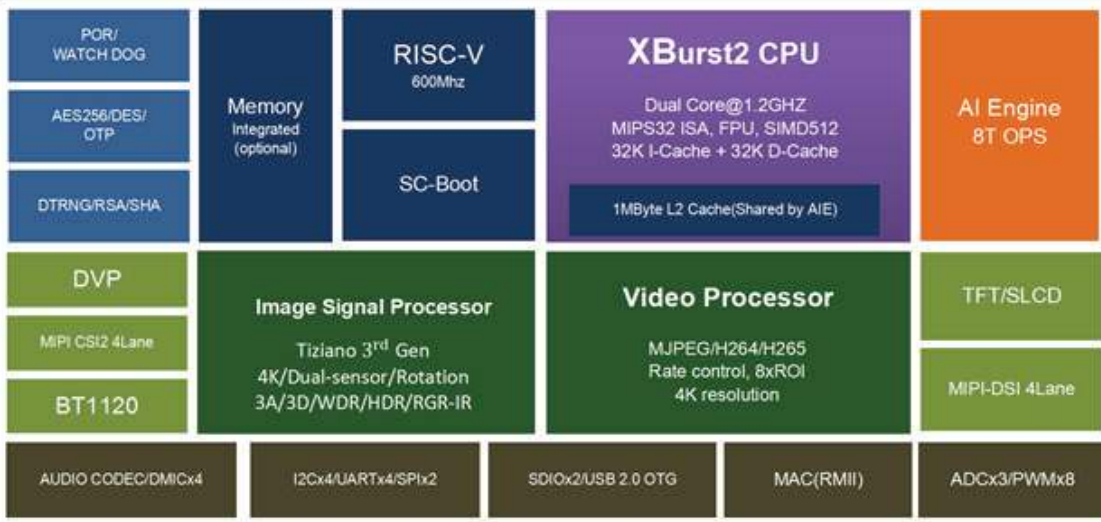 POR/
WATCH DOG
AES256/DES/
OTP
DTRNG/RSA/SHA
Memory
Integrated
(optional)
RISC-V
600Mhz
SC-Boot
XBurst2 CPU
Dual Core@1.2GHZ
MIPS32 ISA, FPU, SIMD512
32K I-Cache + 32K D-Cache
1MByte L2 Cache(Shared by AIE)
AI Engine
8T OPS
DVP
MIPI CSI2 4Lane
BT1120
Image Signal Processor
Tiziano 3rd Gen
4K/Dual-sensor/Rotation
3A/3D/WDR/HDR/RGR-IR
Video Processor
MJPEG/H264/H265
Rate control, 8xROI
4K resolution
TFT/SLCD
MIPI-DSI 4Lane
AUDIO CODEC/DMICx4
I2Cx4/UARTx4/SPIx2
SDIOx2/USB 2.0 OTG
MAC(RMII)
ADCx3/PWMx8